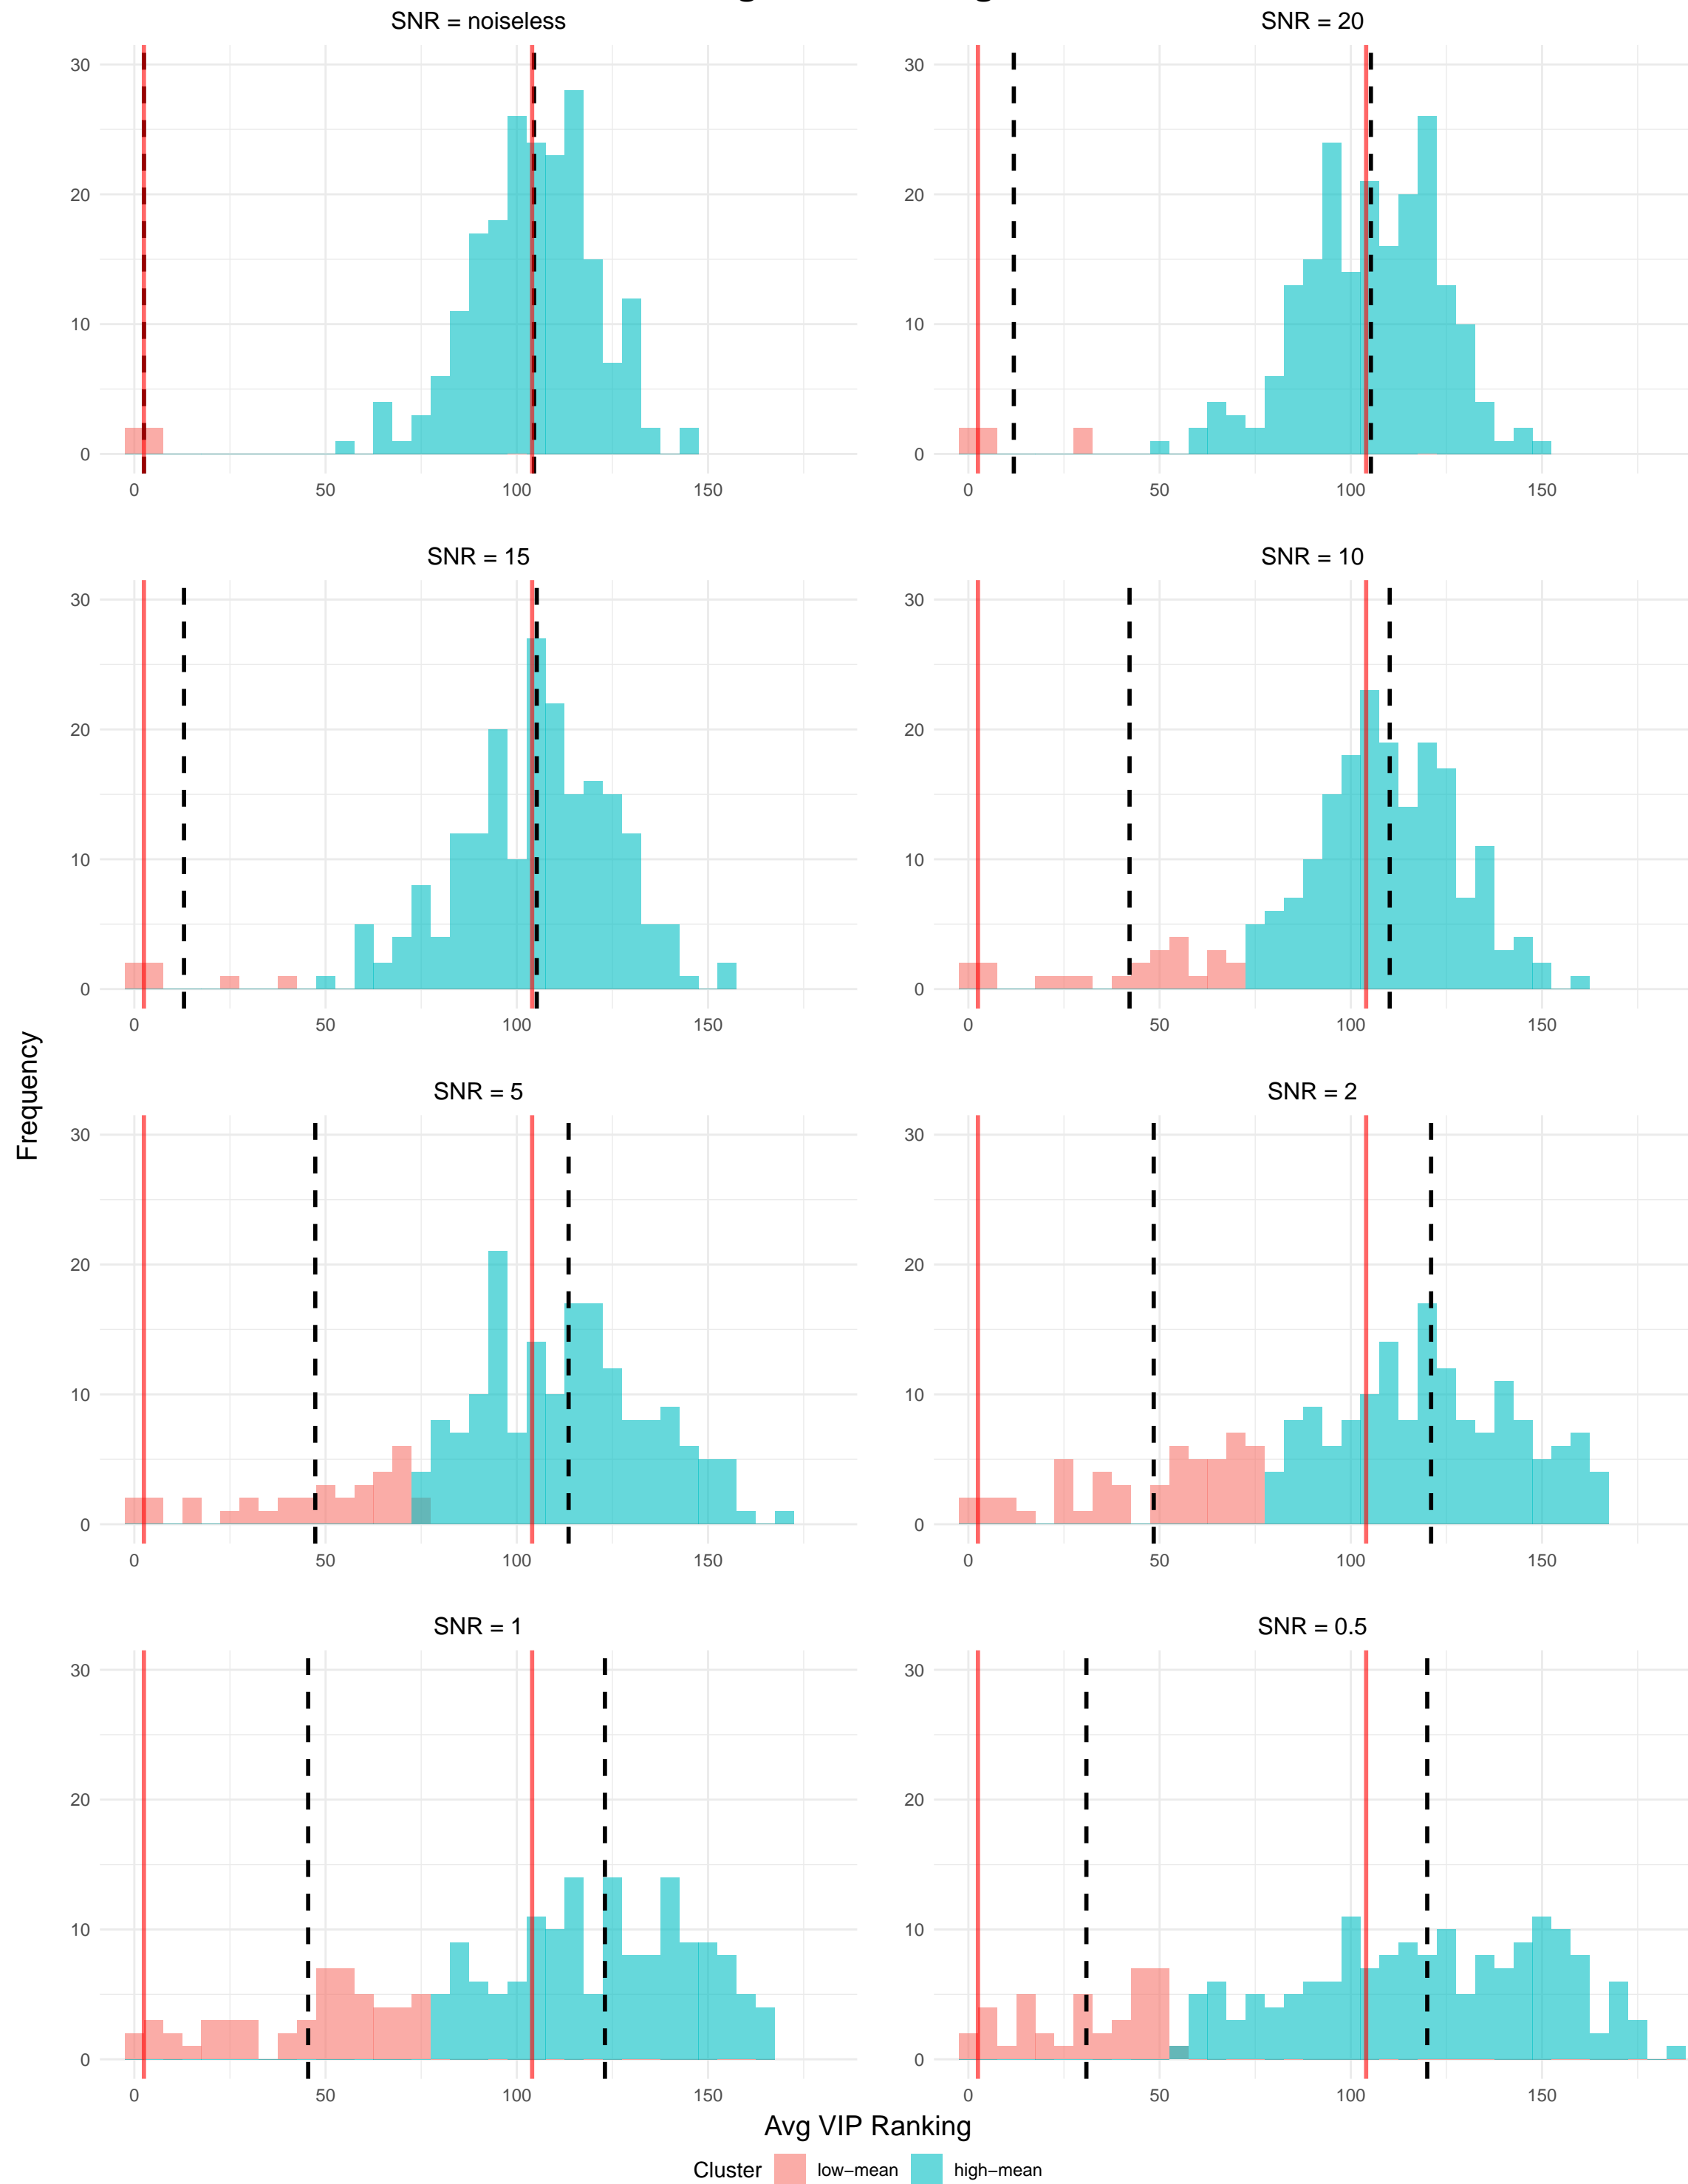 SNR = noiseless
SNR = 20
30
20
10
0
0 50 100 150
30
20
10
0
0 50 100 150
SNR = 15
SNR = 10
30
20
10
0
0 50 100 150
30
20
10
0
0 50 100 150
SNR = 5
SNR = 2
30
20
10
0
0 50 100 150
30
20
10
0
0 50 100 150
SNR = 1
SNR = 0.5
30
20
10
0
0 50 100 150
30
20
10
0
0 50 100 150
Frequency
Avg VIP Ranking
Cluster low−mean high−mean